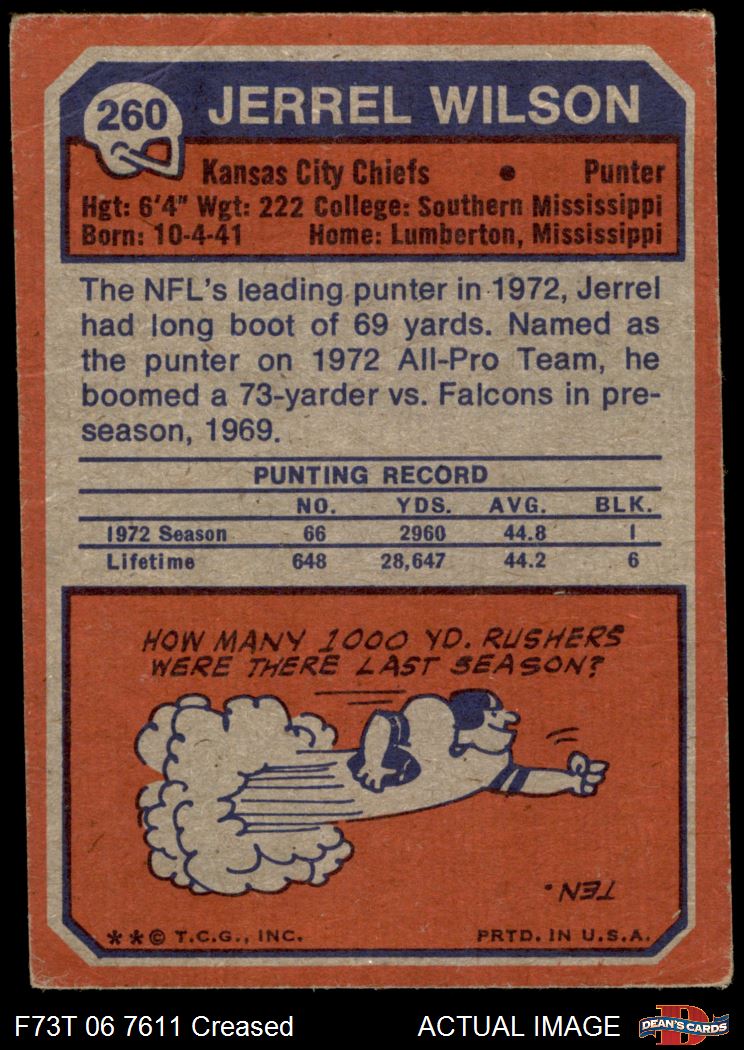 260
JERREL WILSON
Kansas City Chiefs • Punter
Hgt: 6'4" Wgt: 222 College: Southern Mississippi
Born: 10-4-41 Home: Lumberton, Mississippi
The NFL's leading punter in 1972, Jerrel
had long boot of 69 yards. Named as
the punter on 1972 All-Pro Team, he
boomed a 73-yarder vs. Falcons in pre-
season, 1969.
PUNTING RECORD
NO. YDS. AVG. BLK.
1972 Season 66 2960 44.8 1
Lifetime 648 28,647 44.2 6
HOW MANY 1000 YD. RUSHERS
WERE THERE LAST SEASON?
TEN.
** © T.C.G., INC. PRTD. IN U.S.A.
F73T 06 7611 Creased ACTUAL IMAGE
D
DEAN'S CARDS